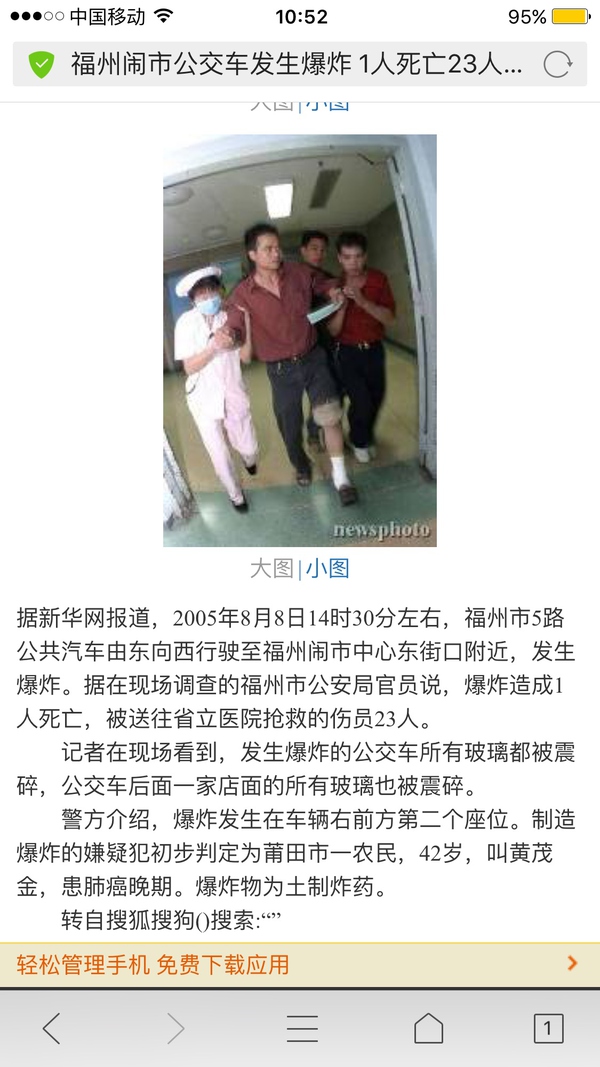 中国移动 10:52 95%
福州闹市公交车发生爆炸 1人死亡23人...
大图|小图
newsphoto
大图|小图
据新华网报道，2005年8月8日14时30分左右，福州市5路
公共汽车由东向西行驶至福州闹市中心东街口附近，发生
爆炸。据在现场调查的福州市公安局官员说，爆炸造成1
人死亡，被送往省立医院抢救的伤员23人。
记者在现场看到，发生爆炸的公交车所有玻璃都被震
碎，公交车后面一家店面的所有玻璃也被震碎。
警方介绍，爆炸发生在车辆右前方第二个座位。制造
爆炸的嫌疑犯初步判定为莆田市一农民，42岁，叫黄茂
金，患肺癌晚期。爆炸物为土制炸药。
转自搜狐搜狗()搜索:“”
轻松管理手机 免费下载应用
1